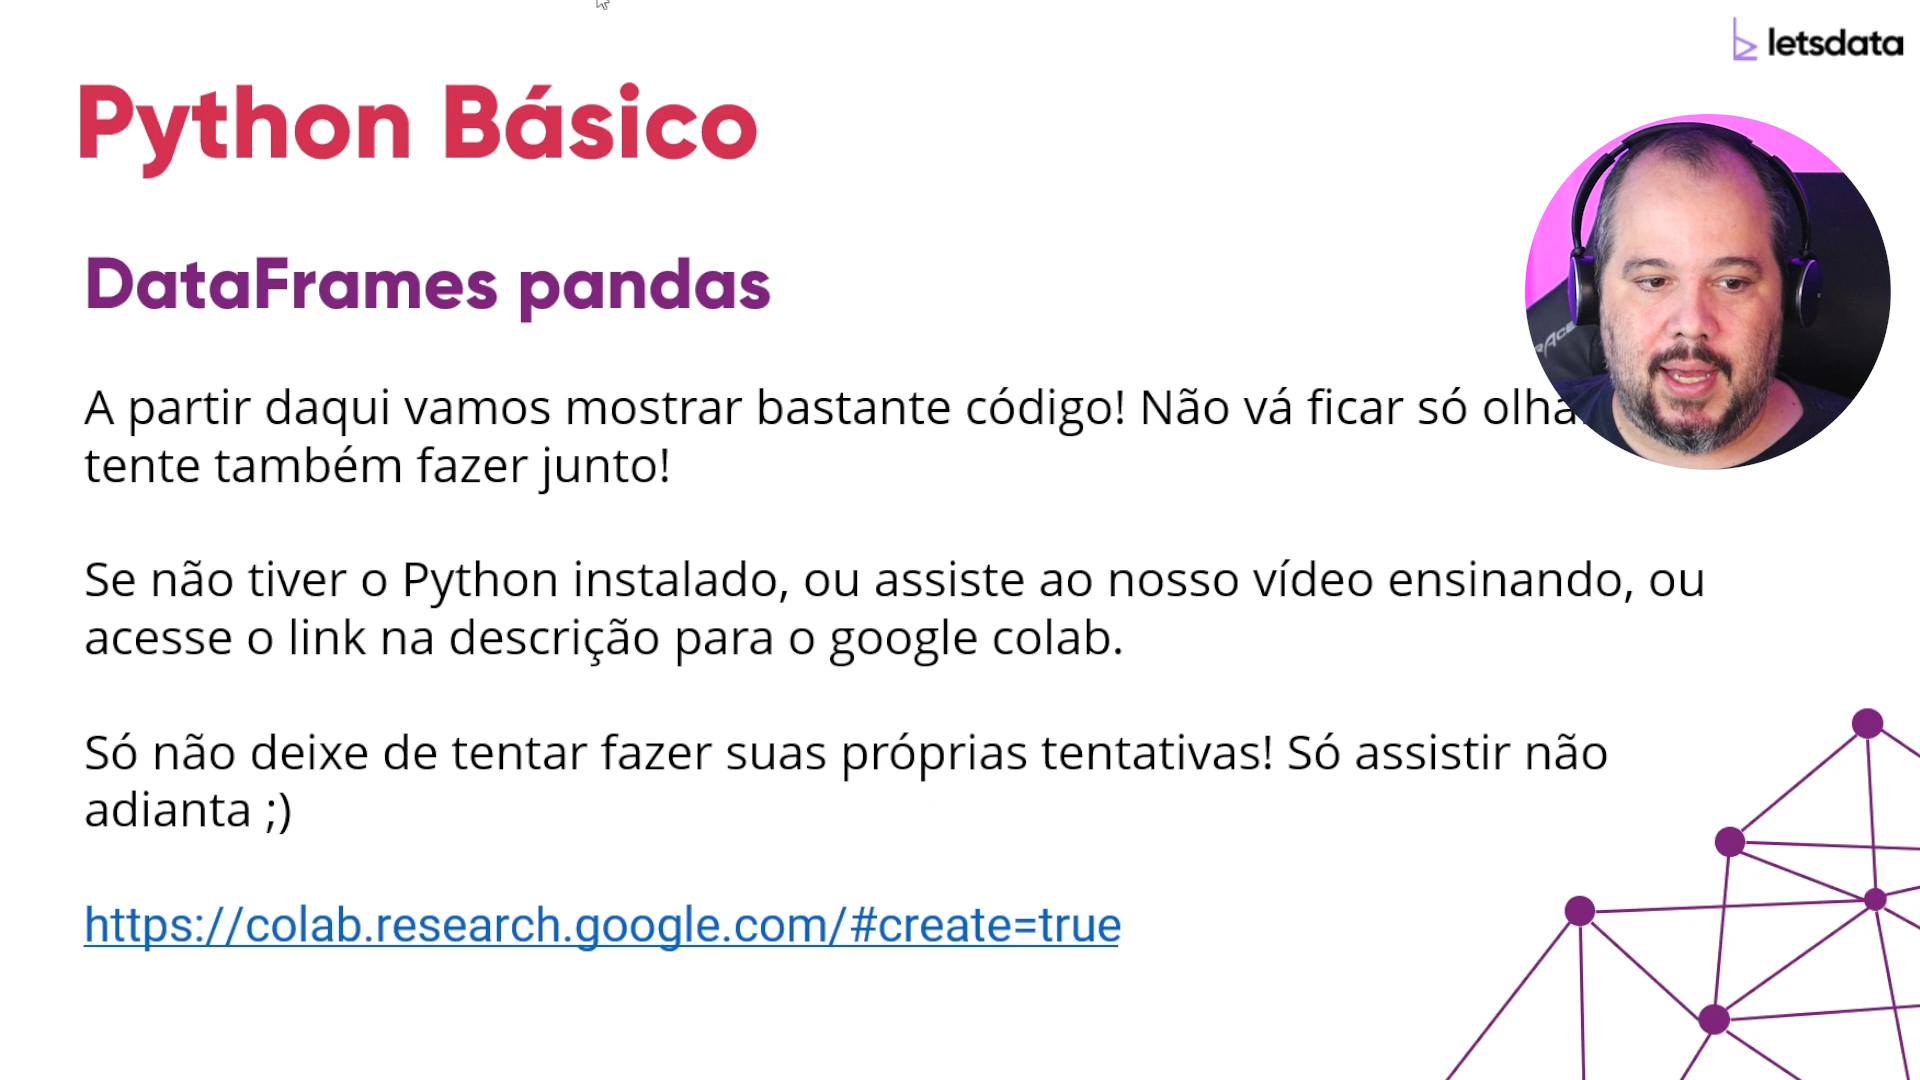 letsdata
Python Básico
DataFrames pandas
A partir daqui vamos mostrar bastante código! Não vá ficar só
tente também fazer junto!
Se não tiver o Python instalado, ou assiste ao nosso vídeo ensinando, ou
acesse o link na descrição para o google colab.
Só não deixe de tentar fazer suas próprias tentativas! Só assistir não
adianta ;)
https://colab.research.google.com/#create=true